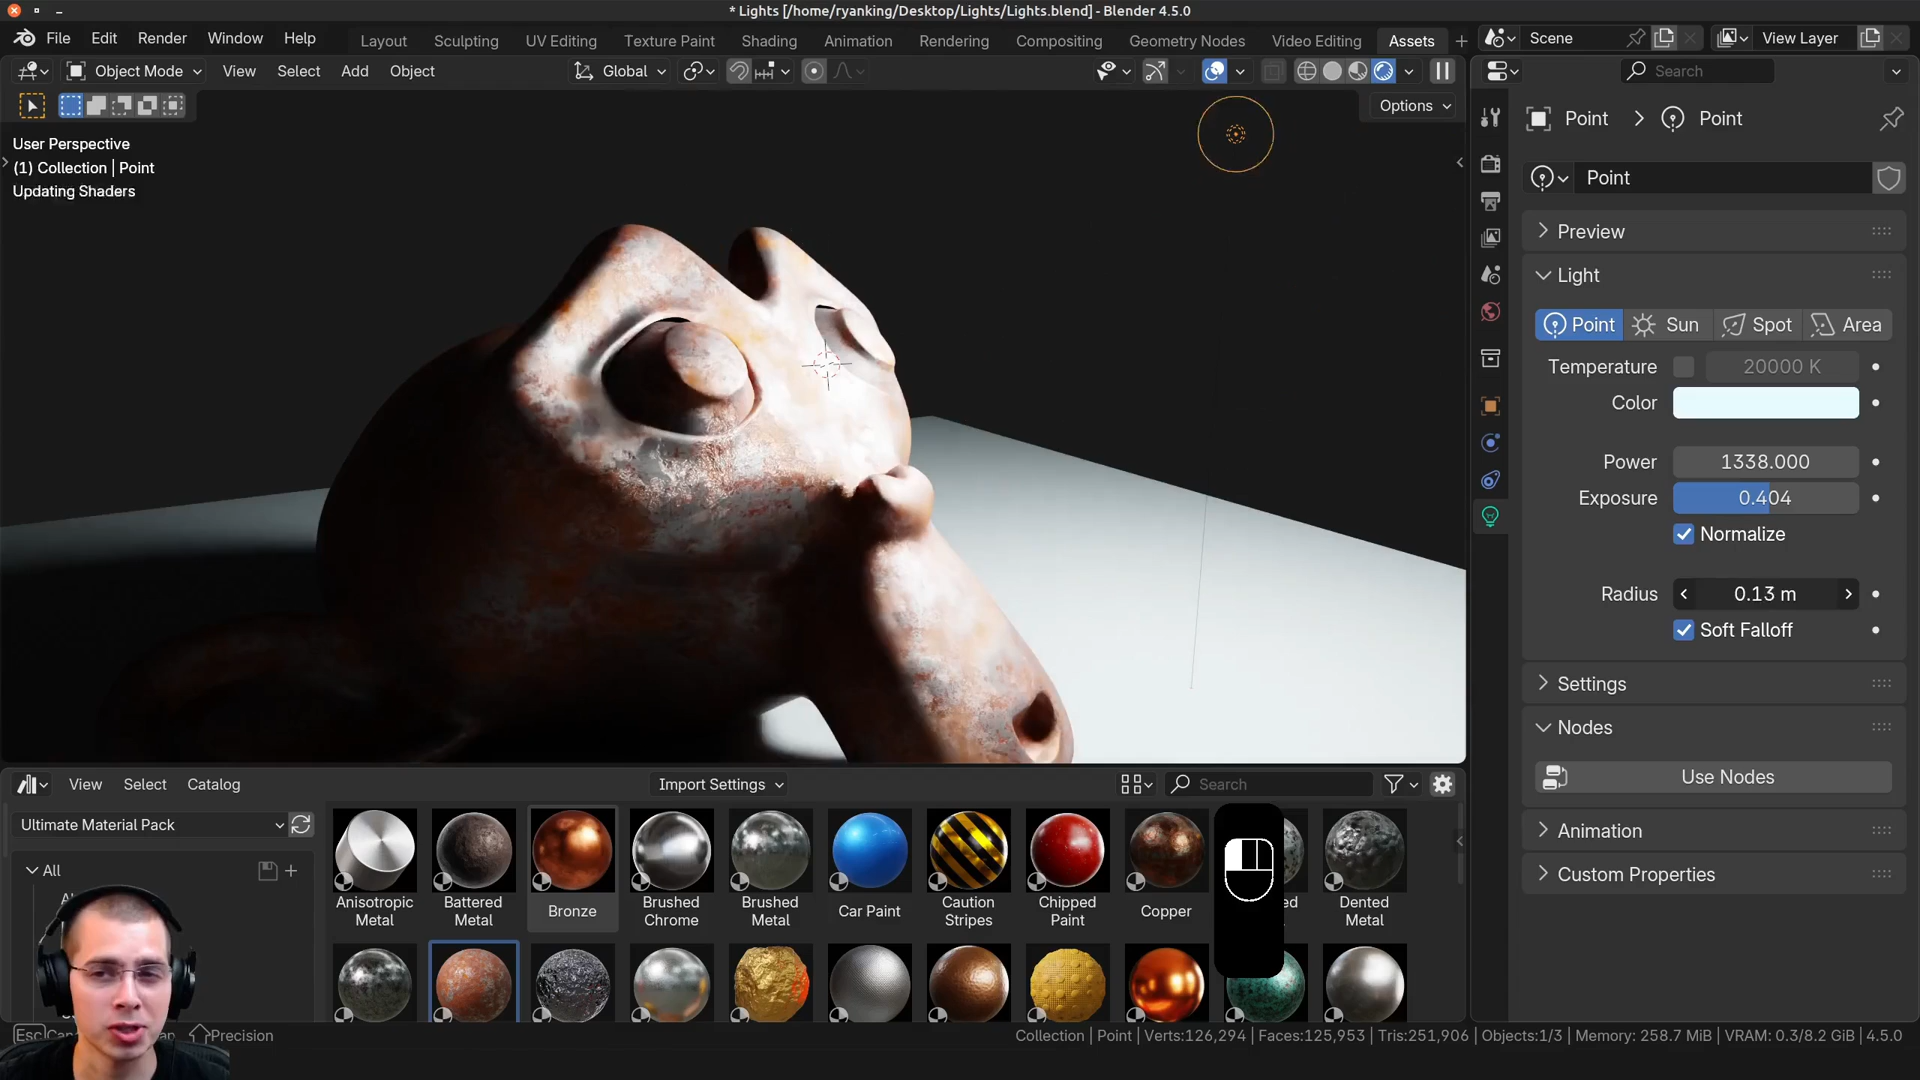 * Lights [/home/ryanking/Desktop/Lights/Lights.blend] - Blender 4.5.0
File Edit Render Window Help Layout Sculpting UV Editing Texture Paint Shading Animation Rendering Compositing Geometry Nodes Video Editing Assets + Scene View Layer
Object Mode View Select Add Object Global Search
Options
Point > Point
User Perspective
(1) Collection | Point
Updating Shaders
Point
Preview
Light
Point Sun Spot Area
Temperature 20000 K
Color
Power 1338.000
Exposure 0.404
Normalize
Radius 0.13 m
Soft Falloff
Settings
Nodes
Use Nodes
Animation
Custom Properties
View Select Catalog Import Settings Search
Ultimate Material Pack
All
Anisotropic Metal
Battered Metal
Bronze
Brushed Chrome
Brushed Metal
Car Paint
Caution Stripes
Chipped Paint
Copper
Dented Metal
Esc Precision
Collection | Point | Verts:126,294 | Faces:125,953 | Tris:251,906 | Objects:1/3 | Memory: 258.7 MiB | VRAM: 0.3/8.2 GiB | 4.5.0